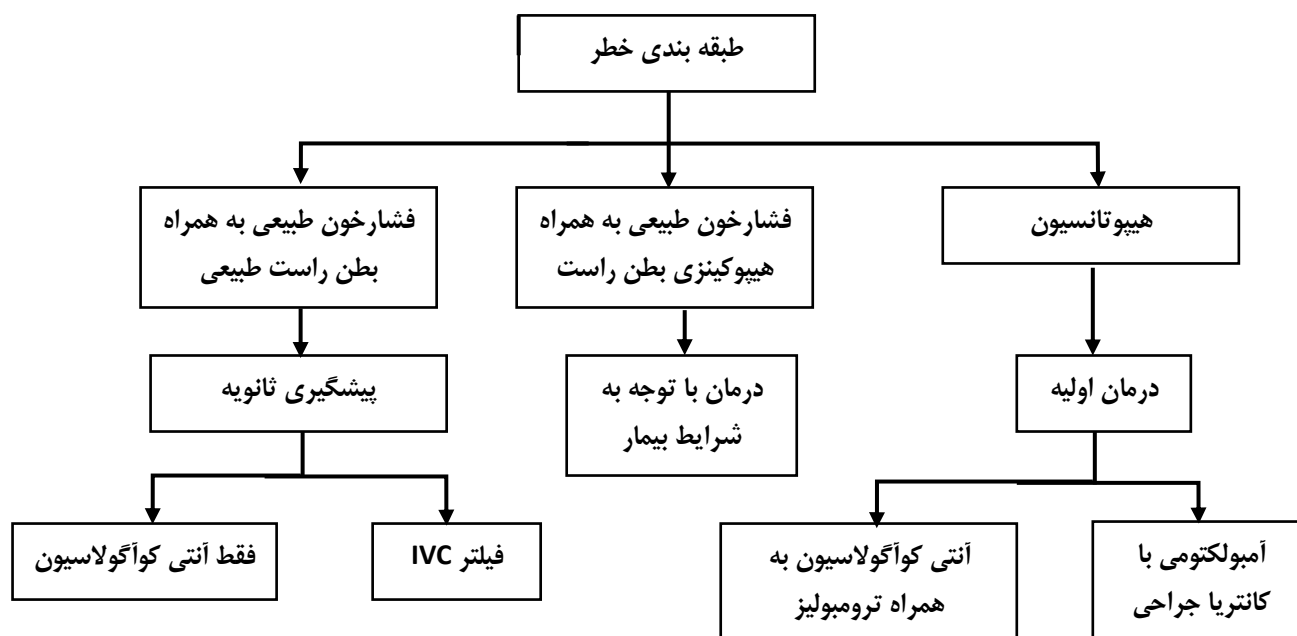 طبقه بندی خطر
هیپوتانسیون
فشارخون طبیعی به همراه
هیپوکینزی بطن راست
فشارخون طبیعی به همراه
بطن راست طبیعی
درمان اولیه
درمان با توجه به
شرایط بیمار
پیشگیری ثانویه
آمبولکتومی با
کانتریا جراحی
آنتی کوآگولاسیون به
همراه ترومبولیز
فیلتر IVC
فقط آنتی کوآگولاسیون